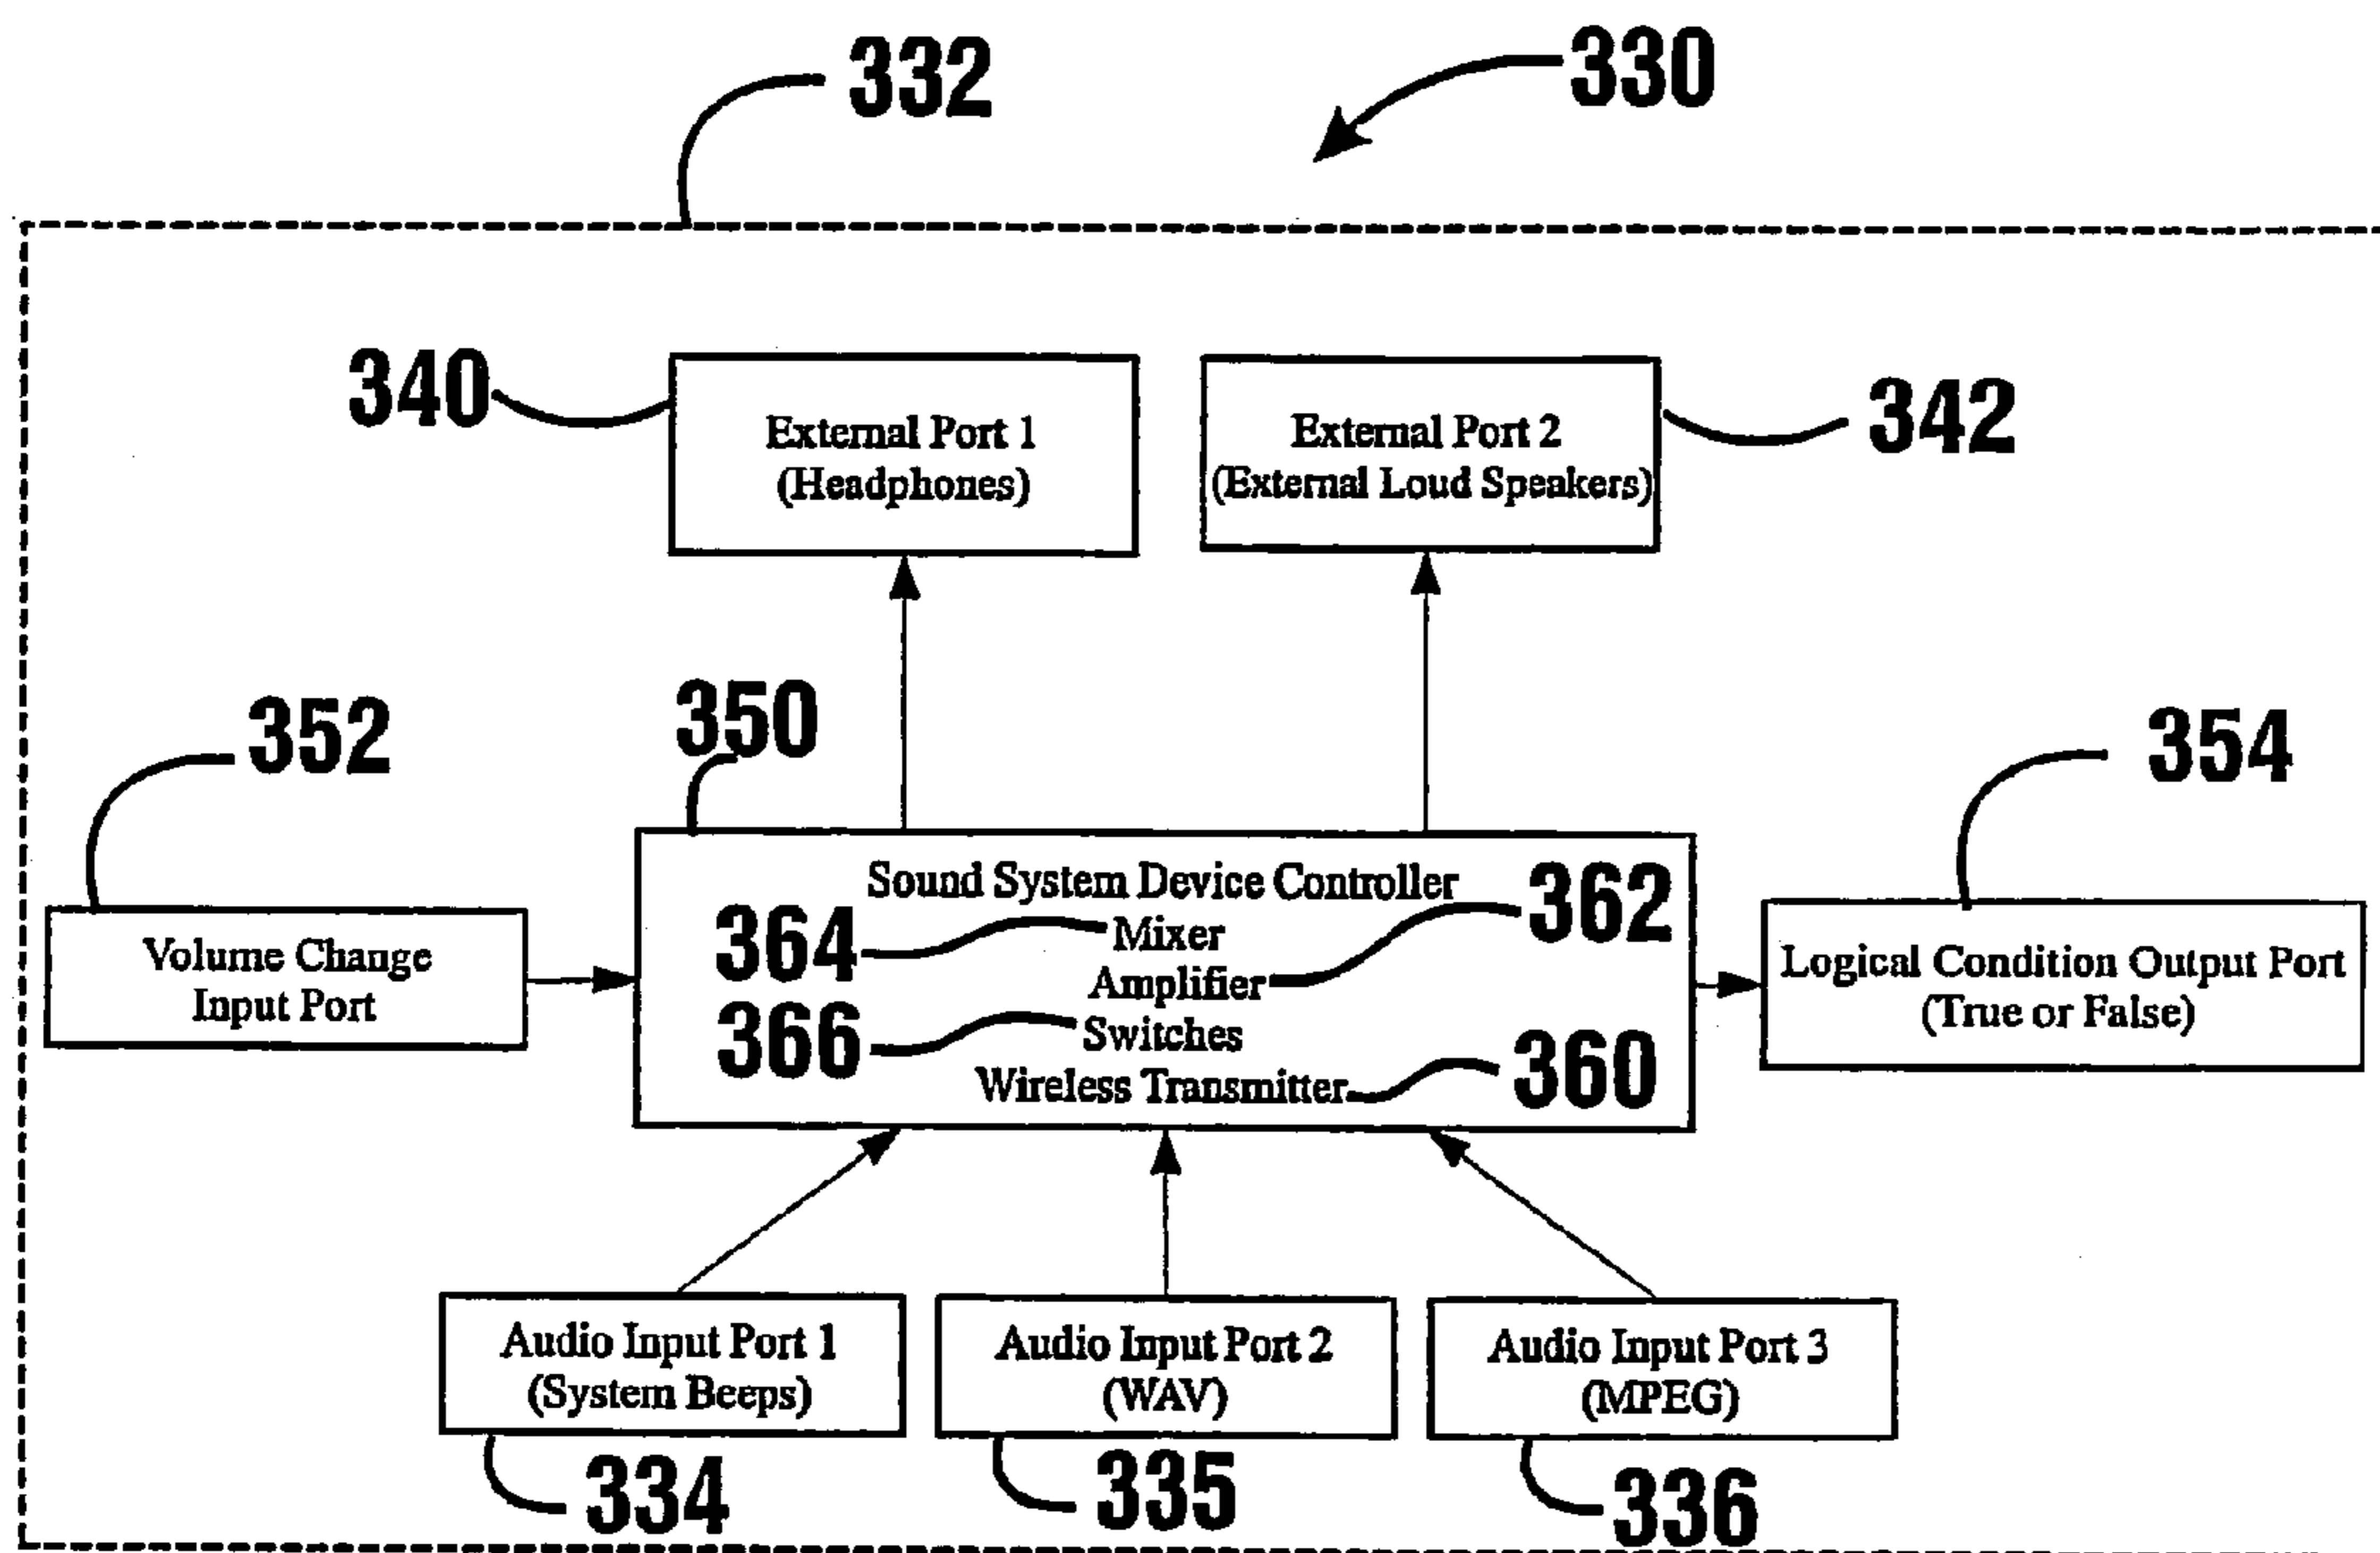 332
330
340
External Port 1
(Headphones)
External Port 2
(External Loud Speakers)
342
352
350
354
Volume Change
Input Port
Sound System Device Controller
362
364
Mixer
Amplifier
366
Switches
Wireless Transmitter
360
Logical Condition Output Port
(True or False)
Audio Input Port 1
(System Beeps)
Audio Input Port 2
(WAV)
Audio Input Port 3
(MPEG)
334
335
336